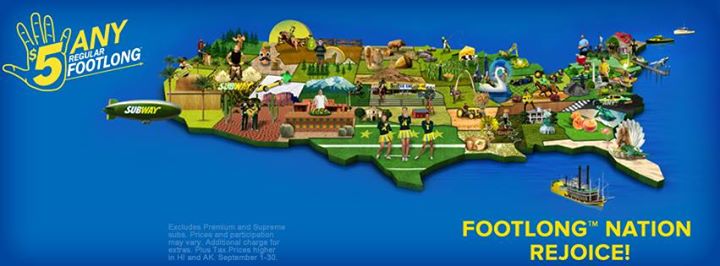 $5 ANY
REGULAR
FOOTLONG™
SUBWAY
SUBWAY
FOOTLONG™ NATION
REJOICE!
Excludes Premium and Supreme
subs. Prices and participation
may vary. Additional charge for
extras. Plus Tax.Prices higher
in HI and AK. September 1-30.